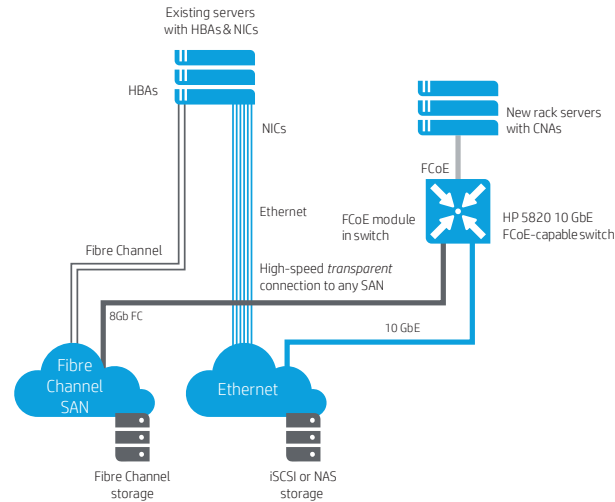 Existing servers
with HBAs & NICs
HBAs
NICs
New rack servers
with CNAs
FCoE
Ethernet
FCoE module
in switch
HP 5820 10 GbE
FCoE-capable switch
Fibre Channel
High-speed transparent
connection to any SAN
8Gb FC
10 GbE
Fibre
Channel
SAN
Ethernet
Fibre Channel
storage
iSCSI or NAS
storage